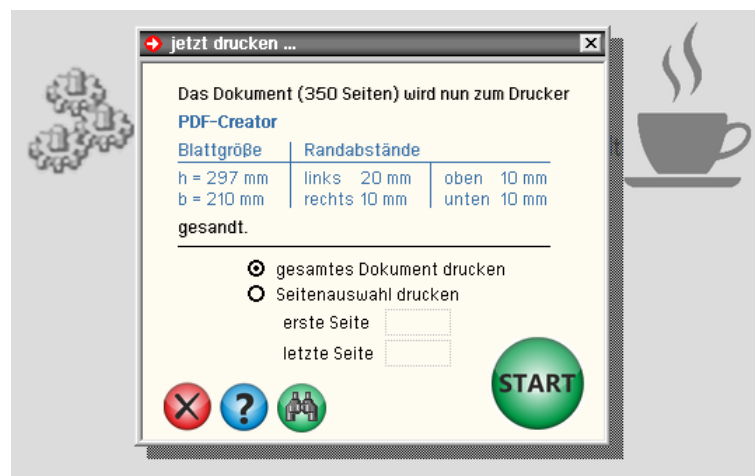 jetzt drucken ...
Das Dokument (350 Seiten) wird nun zum Drucker
PDF-Creator
Blattgröße Randabstände
h = 297 mm links 20 mm oben 10 mm
b = 210 mm rechts 10 mm unten 10 mm
gesandt.
gesamtes Dokument drucken
Seitenauswahl drucken
erste Seite
letzte Seite
START
?